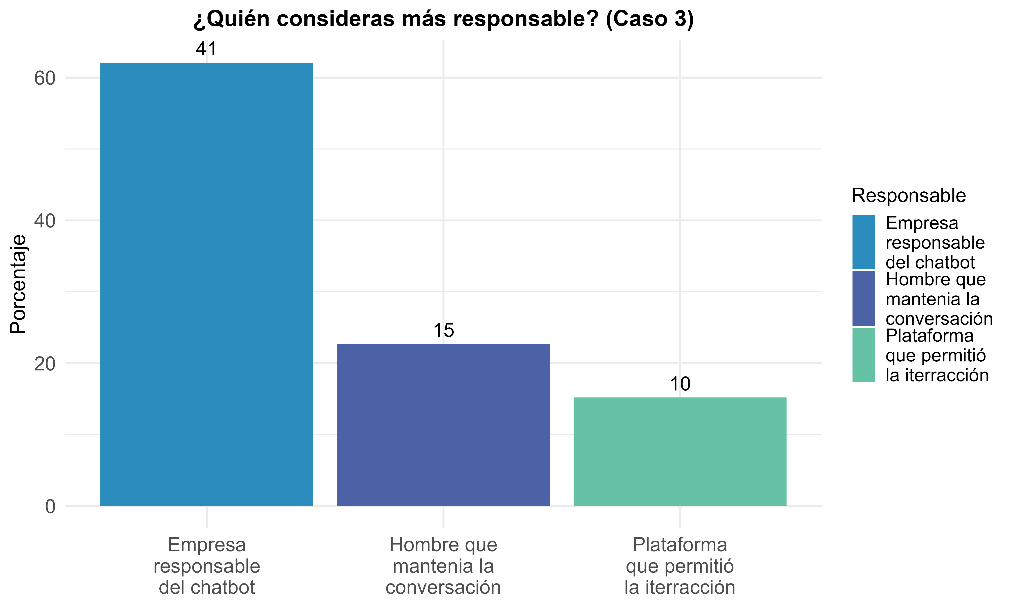 ¿Quién consideras más responsable? (Caso 3)
41
15
10
60
40
20
0
Porcentaje
Empresa
responsable
del chatbot
Hombre que
mantenia la
conversación
Plataforma
que permitió
la iterracción
Responsable
Empresa
responsable
del chatbot
Hombre que
mantenia la
conversación
Plataforma
que permitió
la iterracción